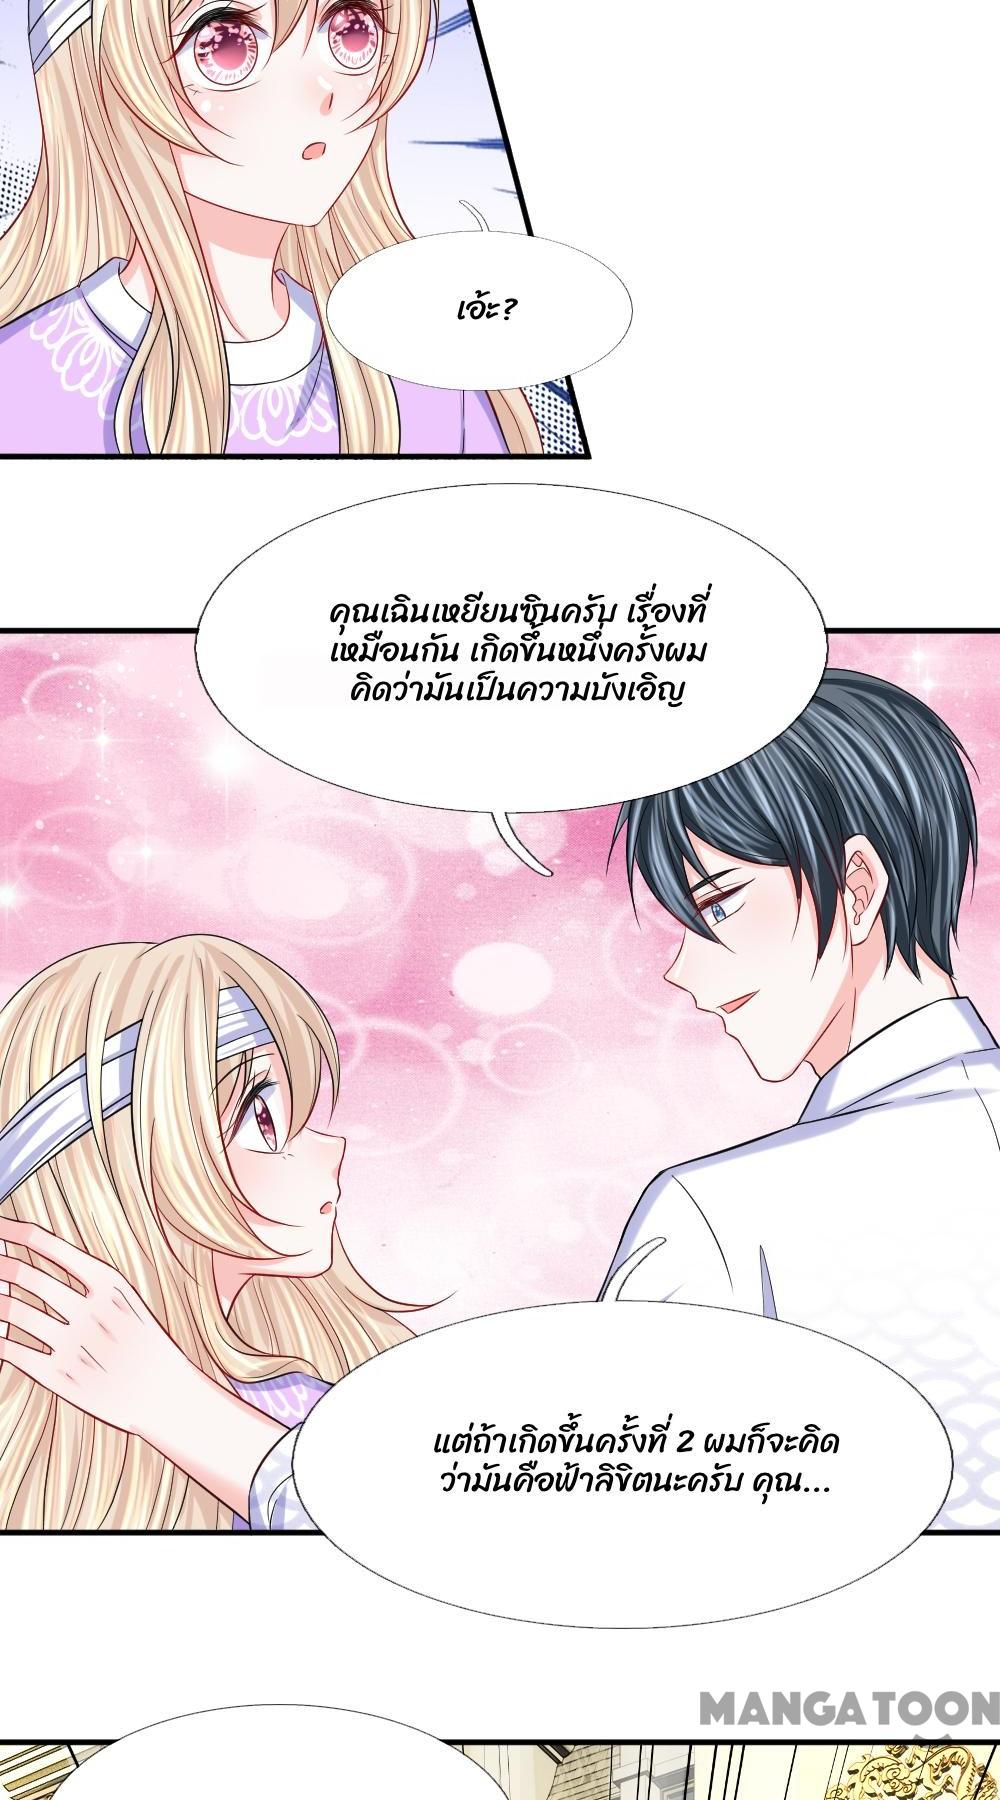 เอ้ะ?
คุณเฉินเหยียนซินครับ เรื่องที่
เหมือนกัน เกิดขึ้นหนึ่งครั้งผม
คิดว่ามันเป็นความบังเอิญ
แต่ถ้าเกิดขึ้นครั้งที่ 2 ผมก็จะคิด
ว่ามันคือฟ้าลิขิตนะครับ คุณ...
MANGATOON